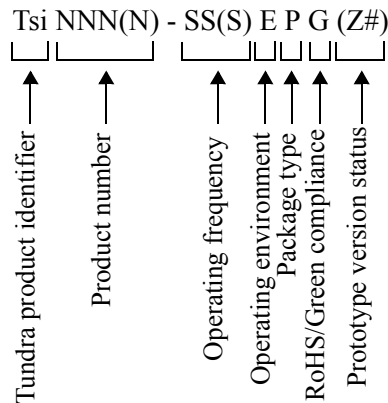 Tsi NNN(N) - SS(S) E P G (Z#)
Tundra product identifier
Product number
Operating frequency
Operating environment
Package type
RoHS/Green compliance
Prototype version status